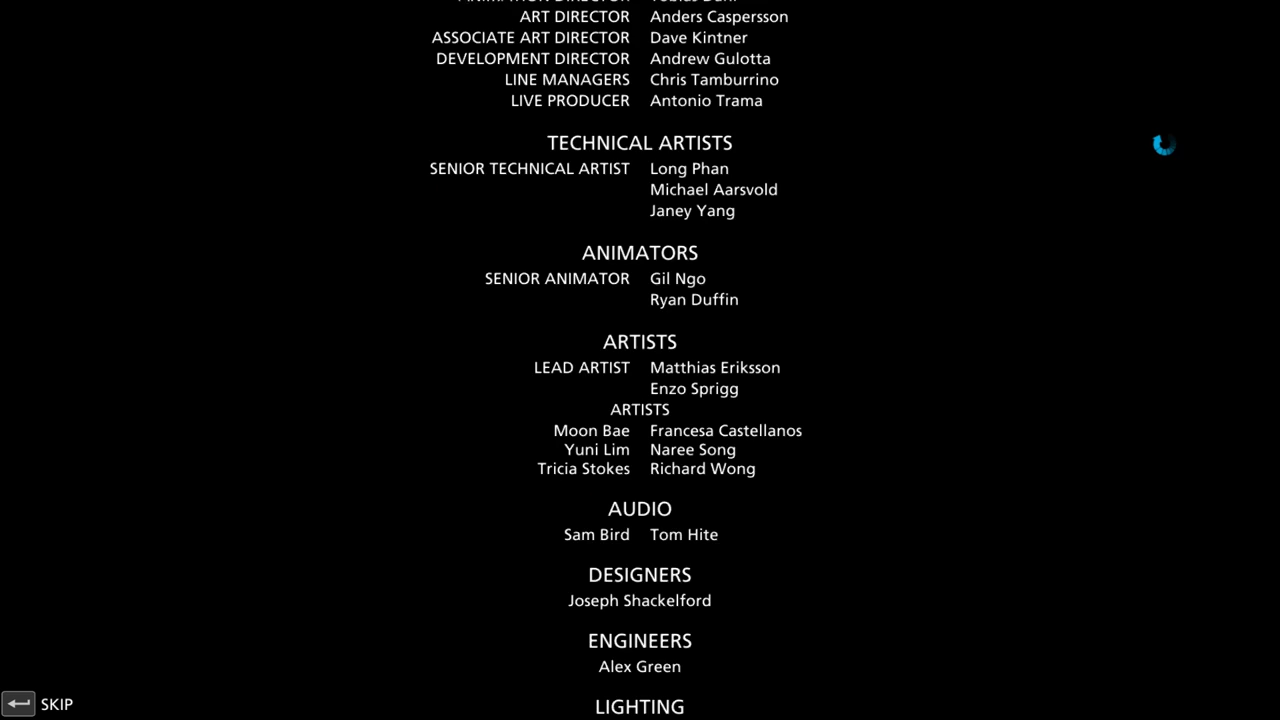 ART DIRECTOR Anders Caspersson
ASSOCIATE ART DIRECTOR Dave Kintner
DEVELOPMENT DIRECTOR Andrew Gulotta
LINE MANAGERS Chris Tamburrino
LIVE PRODUCER Antonio Trama
TECHNICAL ARTISTS
SENIOR TECHNICAL ARTIST Long Phan
Michael Aarsvold
Janey Yang
ANIMATORS
SENIOR ANIMATOR Gil Ngo
Ryan Duffin
ARTISTS
LEAD ARTIST Matthias Eriksson
Enzo Sprigg
ARTISTS
Moon Bae Francesa Castellanos
Yuni Lim Naree Song
Tricia Stokes Richard Wong
AUDIO
Sam Bird Tom Hite
DESIGNERS
Joseph Shackelford
ENGINEERS
Alex Green
LIGHTING
SKIP